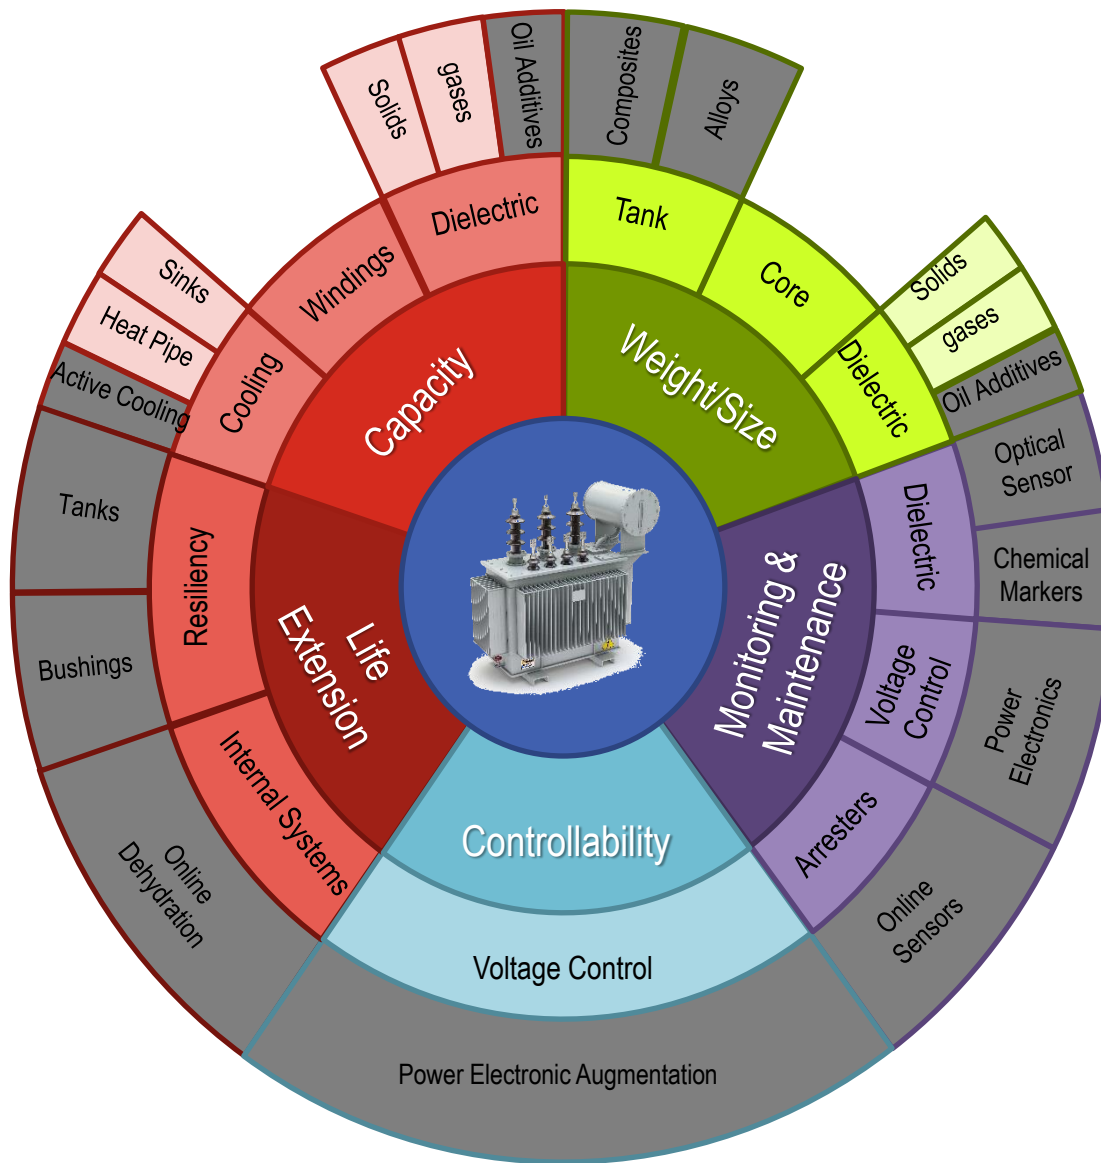 Solids
gases
Oil Additives
Composites
Alloys
Dielectric
Tank
Windings
Core
Sinks
Heat Pipe
Active Cooling
Cooling
Solids
gases
Oil Additives
Dielectric
Capacity
Weight/Size
Tanks
Bushings
Resiliency
Life
Extension
Monitoring &
Maintenance
Dielectric
Optical
Sensor
Chemical
Markers
Voltage
Control
Power
Electronics
Internal Systems
Online
Dehydration
Arresters
Online
Sensors
Controllability
Voltage Control
Power Electronic Augmentation